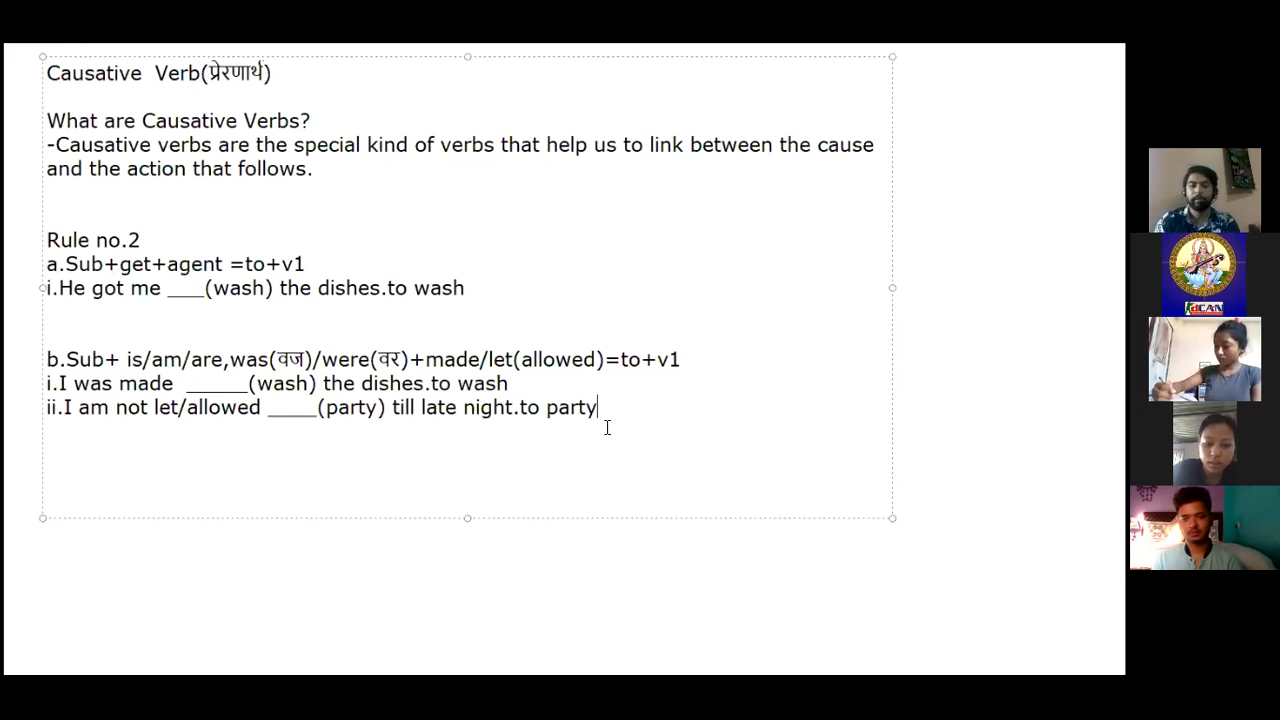 Causative Verb(प्रेरणार्थ)
What are Causative Verbs?
-Causative verbs are the special kind of verbs that help us to link between the cause
and the action that follows.
Rule no.2
a.Sub+get+agent =to+v1
i.He got me ___(wash) the dishes.to wash
b.Sub+ is/am/are,was(वज)/were(वर)+made/let(allowed)=to+v1
i.I was made _____(wash) the dishes.to wash
ii.I am not let/allowed ____(party) till late night.to party